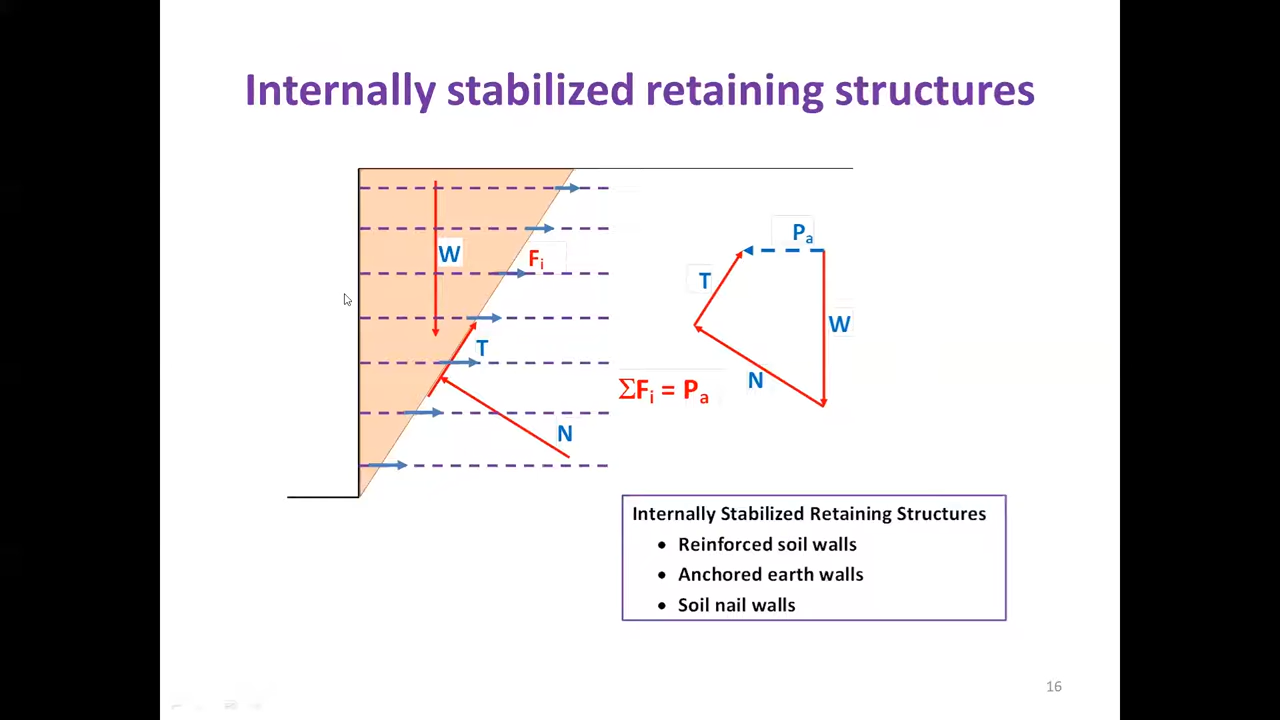 Internally stabilized retaining structures
W
Fi
T
N
Pa
T
W
N
ΣFi = Pa
Internally Stabilized Retaining Structures
• Reinforced soil walls
• Anchored earth walls
• Soil nail walls
16